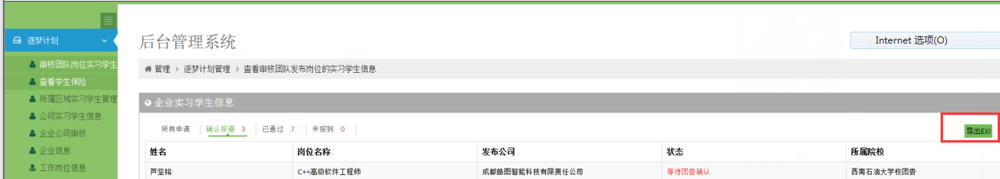 逐梦计划
审核团队岗位实习学生
查看学生保险
所属区域实习学生管理
公司实习学生信息
企业公司审核
企业信息
工作岗位信息
后台管理系统
Internet 选项(O)
管理 > 逐梦计划管理 > 查看审核团队发布岗位的实习学生信息
企业实习学生信息
所有申请 确认报道 3 已通过 7 未报到 0
导出EXl
姓名 岗位名称 发布公司 状态 所属院校
芦坚铭 C++高级软件工程师 成都皓图智能科技有限责任公司 等待团委确认 西南石油大学校团委